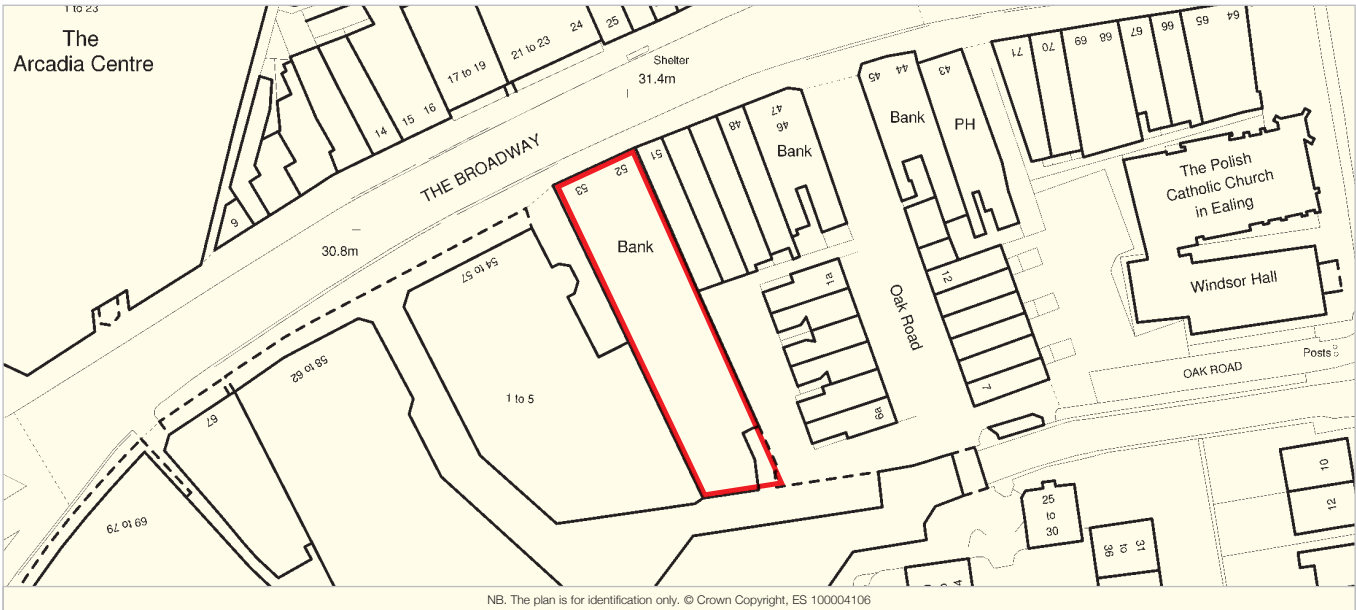 1 to 23
The
Arcadia Centre
24
25
21 to 23
17 to 19
16
15
14
9
Shelter
31.4m
THE BROADWAY
30.8m
64
65
66
67
68
69
70
71
43
44
45
Bank
PH
47
46
Bank
48
51
52
53
Bank
The Polish
Catholic Church
in Ealing
Windsor Hall
Posts
OAK ROAD
Oak Road
12
7
1a
6a
54 to 57
58 to 62
1 to 5
67
69 to 79
25
to
30
31
to
36
10
12
NB. The plan is for identification only. © Crown Copyright, ES 100004106